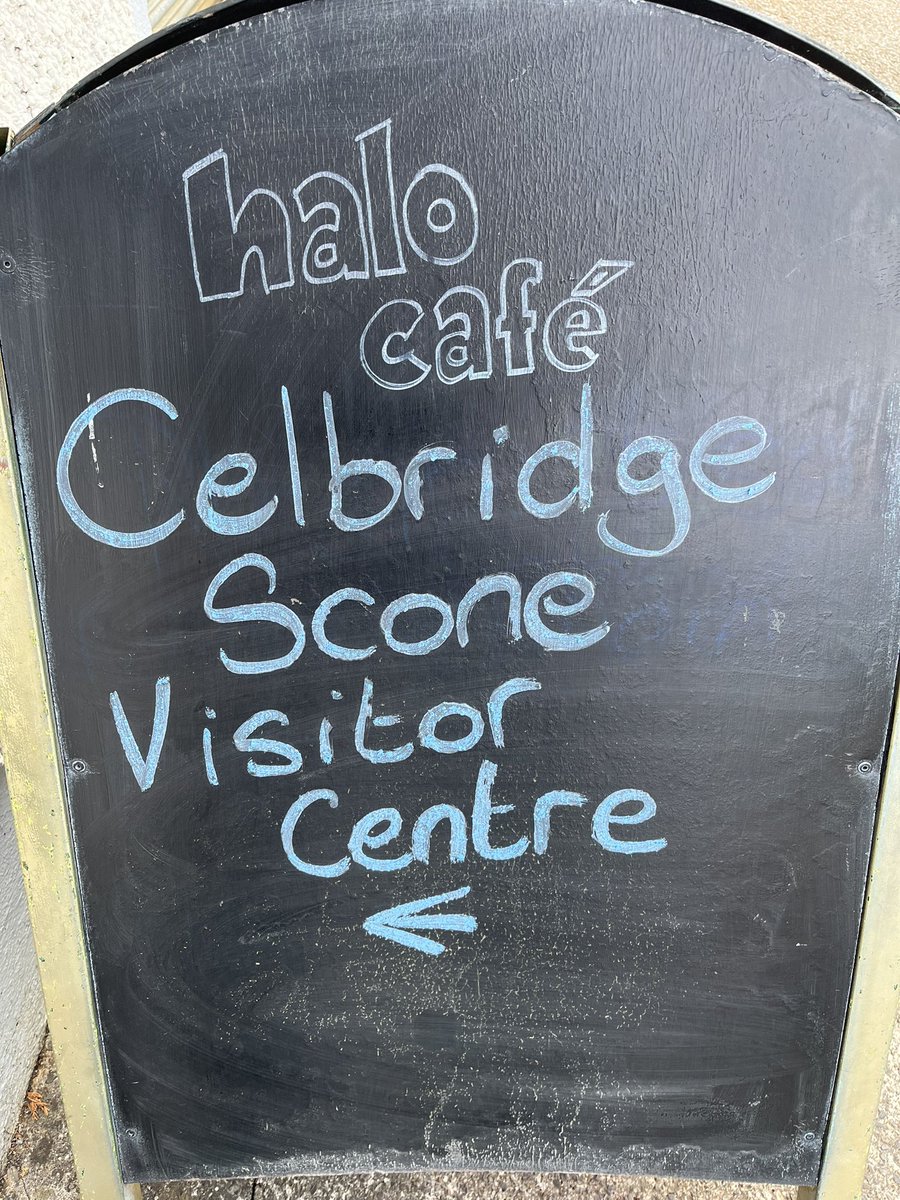 halo
café
Celbridge
Scone
Visitor
Centre
←